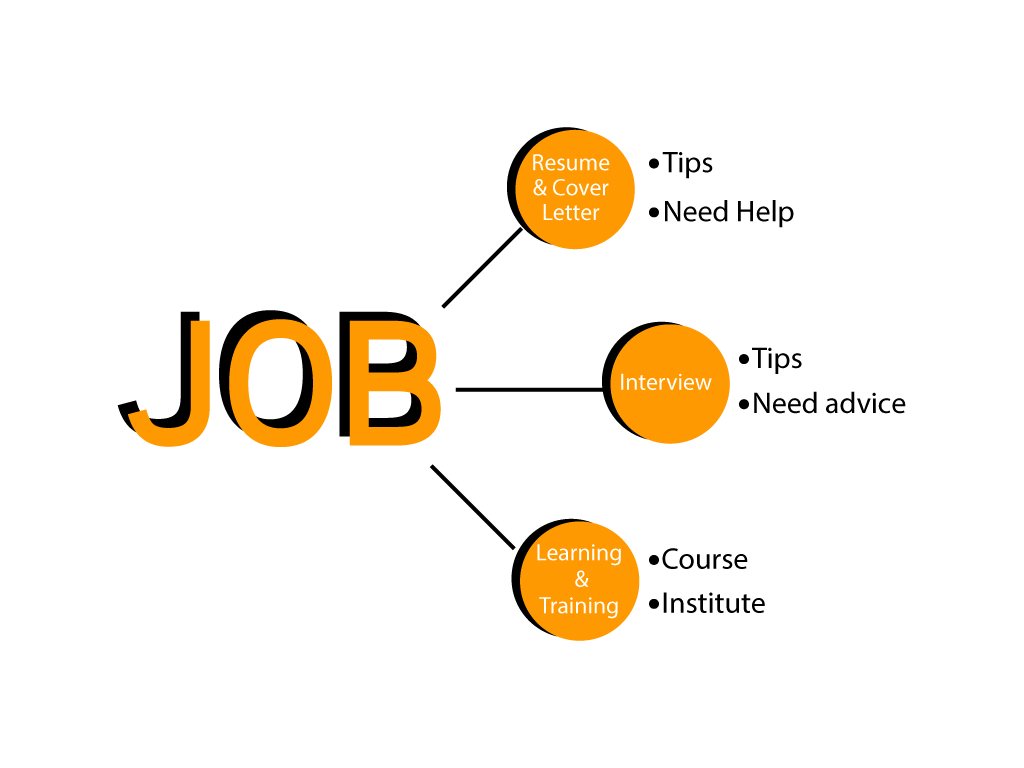 JOB
Resume
& Cover
Letter
•Tips
•Need Help
Interview
•Tips
•Need advice
Learning
&
Training
•Course
•Institute